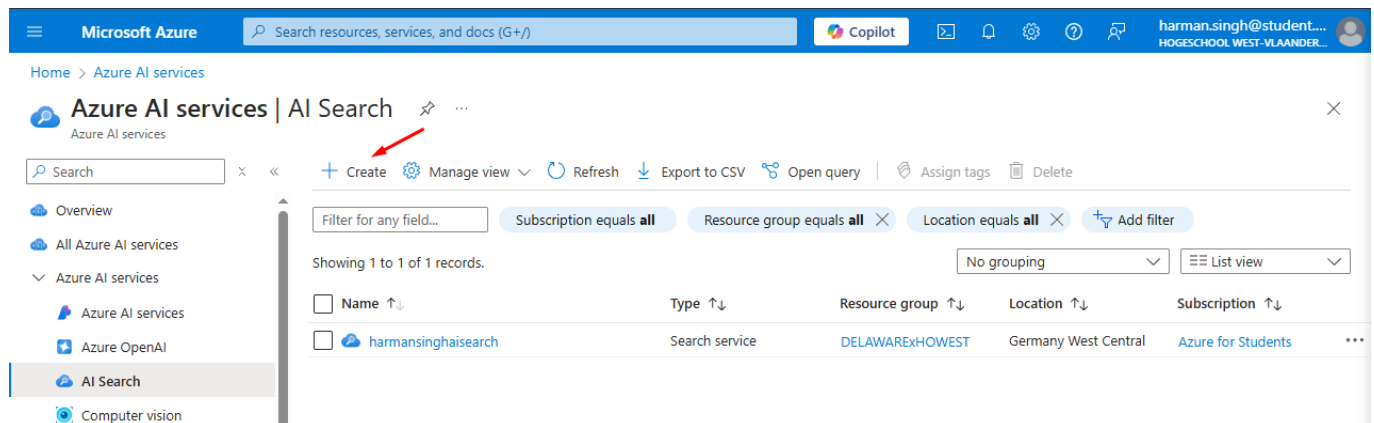 Microsoft Azure
Search resources, services, and docs (G+/)
Copilot
harman.singh@student....
HOGESCHOOL WEST-VLAANDER...
Home > Azure AI services
Azure AI services | AI Search
Azure AI services
Search
Create
Manage view
Refresh
Export to CSV
Open query
Assign tags
Delete
Overview
All Azure AI services
Azure AI services
Azure AI services
Azure OpenAI
AI Search
Computer vision
Filter for any field...
Subscription equals all
Resource group equals all
Location equals all
Add filter
Showing 1 to 1 of 1 records.
No grouping
List view
Name Type Resource group Location Subscription
harmansinghaisearch Search service DELAWARExHOWEST Germany West Central Azure for Students